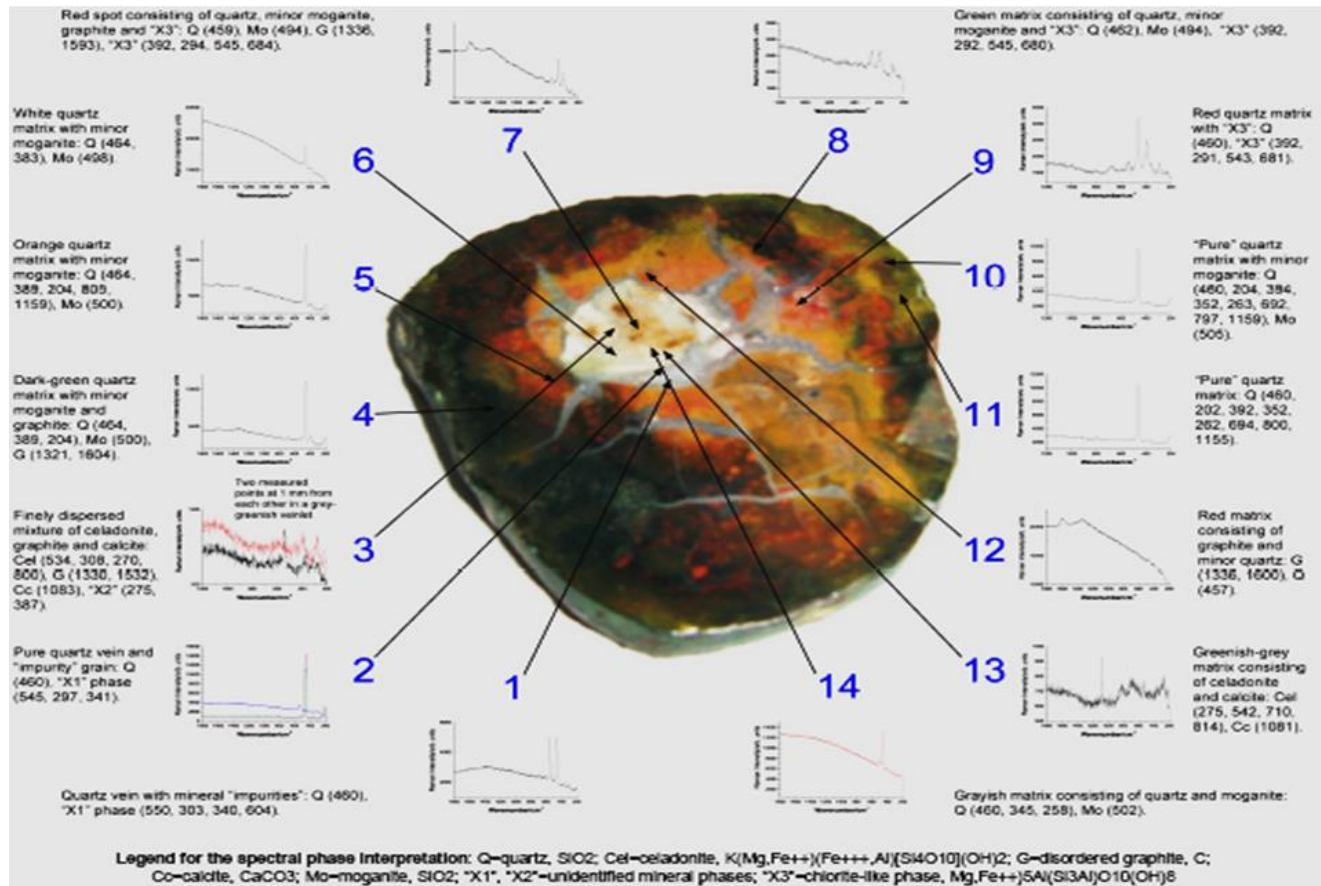 Red spot consisting of quartz, minor moganite,
graphite and "X3": Q (459), Mo (494), G (1336,
1593), "X3" (392, 294, 545, 684).
Green matrix consisting of quartz, minor
moganite and "X3": Q (462), Mo (494), "X3" (392,
292, 545, 680).
White quartz
matrix with minor
moganite: Q (464,
383), Mo (498).
6
7
8
9
Red quartz matrix
with "X3": Q
(460), "X3" (392,
291, 543, 681).
Orange quartz
matrix with minor
moganite: Q (464,
389, 204, 805,
1159), Mo (500).
5
10
"Pure" quartz
matrix with minor
moganite: Q
(460, 204, 394,
352, 263, 692,
797, 1159), Mo
(505).
Dark-green quartz
matrix with minor
moganite and
graphite: Q (464,
389, 204), Mo (500),
G (1321, 1604).
4
11
"Pure" quartz
matrix: Q (460,
202, 392, 352,
262, 694, 800,
1155).
Two measured
points at 1 mm from
each other in a grey-
greenish veinlet
Finely dispersed
mixture of celadonite,
graphite and calcite:
Cel (534, 308, 270,
800), G (1330, 1532),
Cc (1083), "X2" (275,
387).
3
12
Red matrix
consisting of
graphite and
minor quartz: G
(1336, 1600), Q
(457).
Pure quartz vein and
"impurity" grain: Q
(460), "X1" phase
(545, 297, 341).
2
1
14
13
Greenish-grey
matrix consisting
of celadonite
and calcite: Cel
(275, 542, 710,
814), Cc (1081).
Quartz vein with mineral "impurities": Q (460),
"X1" phase (550, 303, 340, 604).
Grayish matrix consisting of quartz and moganite:
Q (460, 345, 258), Mo (502).
Legend for the spectral phase interpretation: Q=quartz, SiO2; Cel=celadonite, K(Mg,Fe++)(Fe+++,Al)[Si4O10](OH)2; G=disordered graphite, C;
Cc=calcite, CaCO3; Mo=moganite, SiO2; "X1", "X2"=unidentified mineral phases; "X3"=chlorite-like phase, Mg,Fe++)5Al(Si3Al)O10(OH)8